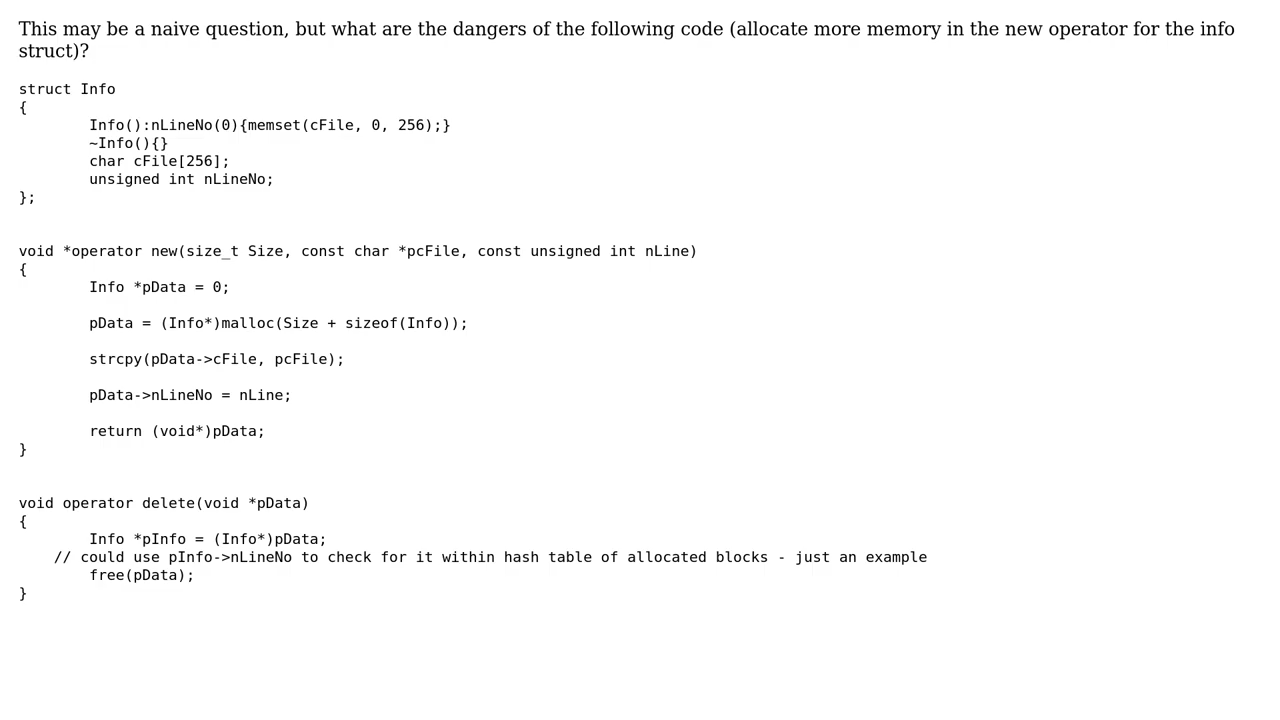 This may be a naive question, but what are the dangers of the following code (allocate more memory in the new operator for the info
struct)?
struct Info
{
        Info():nLineNo(0){memset(cFile, 0, 256);}
        ~Info(){}
        char cFile[256];
        unsigned int nLineNo;
};
void *operator new(size_t Size, const char *pcFile, const unsigned int nLine)
{
        Info *pData = 0;
        pData = (Info*)malloc(Size + sizeof(Info));
        strcpy(pData->cFile, pcFile);
        pData->nLineNo = nLine;
        return (void*)pData;
}
void operator delete(void *pData)
{
        Info *pInfo = (Info*)pData;
    // could use pInfo->nLineNo to check for it within hash table of allocated blocks - just an example
        free(pData);
}